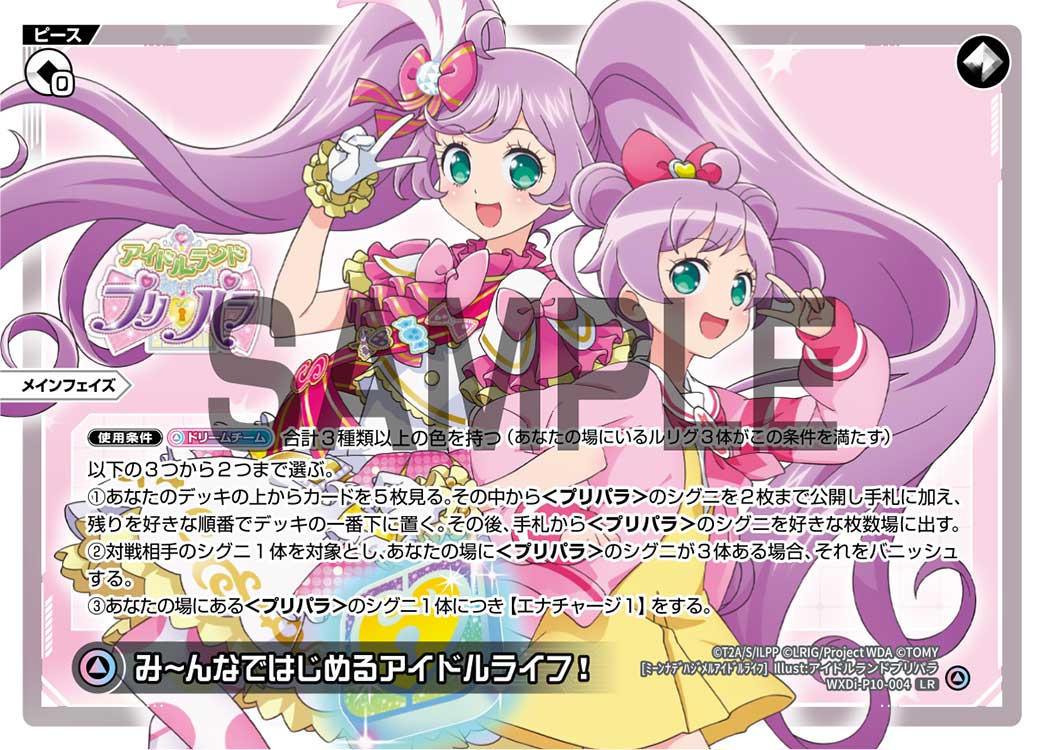 ピース
0
アイドルランド
プリパラ
SAMPLE
メインフェイズ
使用条件 ドリームチーム 合計3種類以上の色を持つ（あなたの場にいるルリグ3体がこの条件を満たす）
以下の3つから2つまで選ぶ。
①あなたのデッキの上からカードを5枚見る。その中から＜プリパラ＞のシグニを2枚まで公開し手札に加え、
残りを好きな順番でデッキの一番下に置く。その後、手札から＜プリパラ＞のシグニを好きな枚数場に出す。
②対戦相手のシグニ1体を対象とし、あなたの場に＜プリパラ＞のシグニが3体ある場合、それをバニッシュ
する。
③あなたの場にある＜プリパラ＞のシグニ1体につき【エナチャージ1】をする。
み～んなではじめるアイドルライフ！
©T2A/S/ILPP ©LRIG/Project WDA ©TOMY
[ミーンナデハジメルアイドルライフ] Illust:アイドルランドプリパラ
WXDi-P10-004 LR